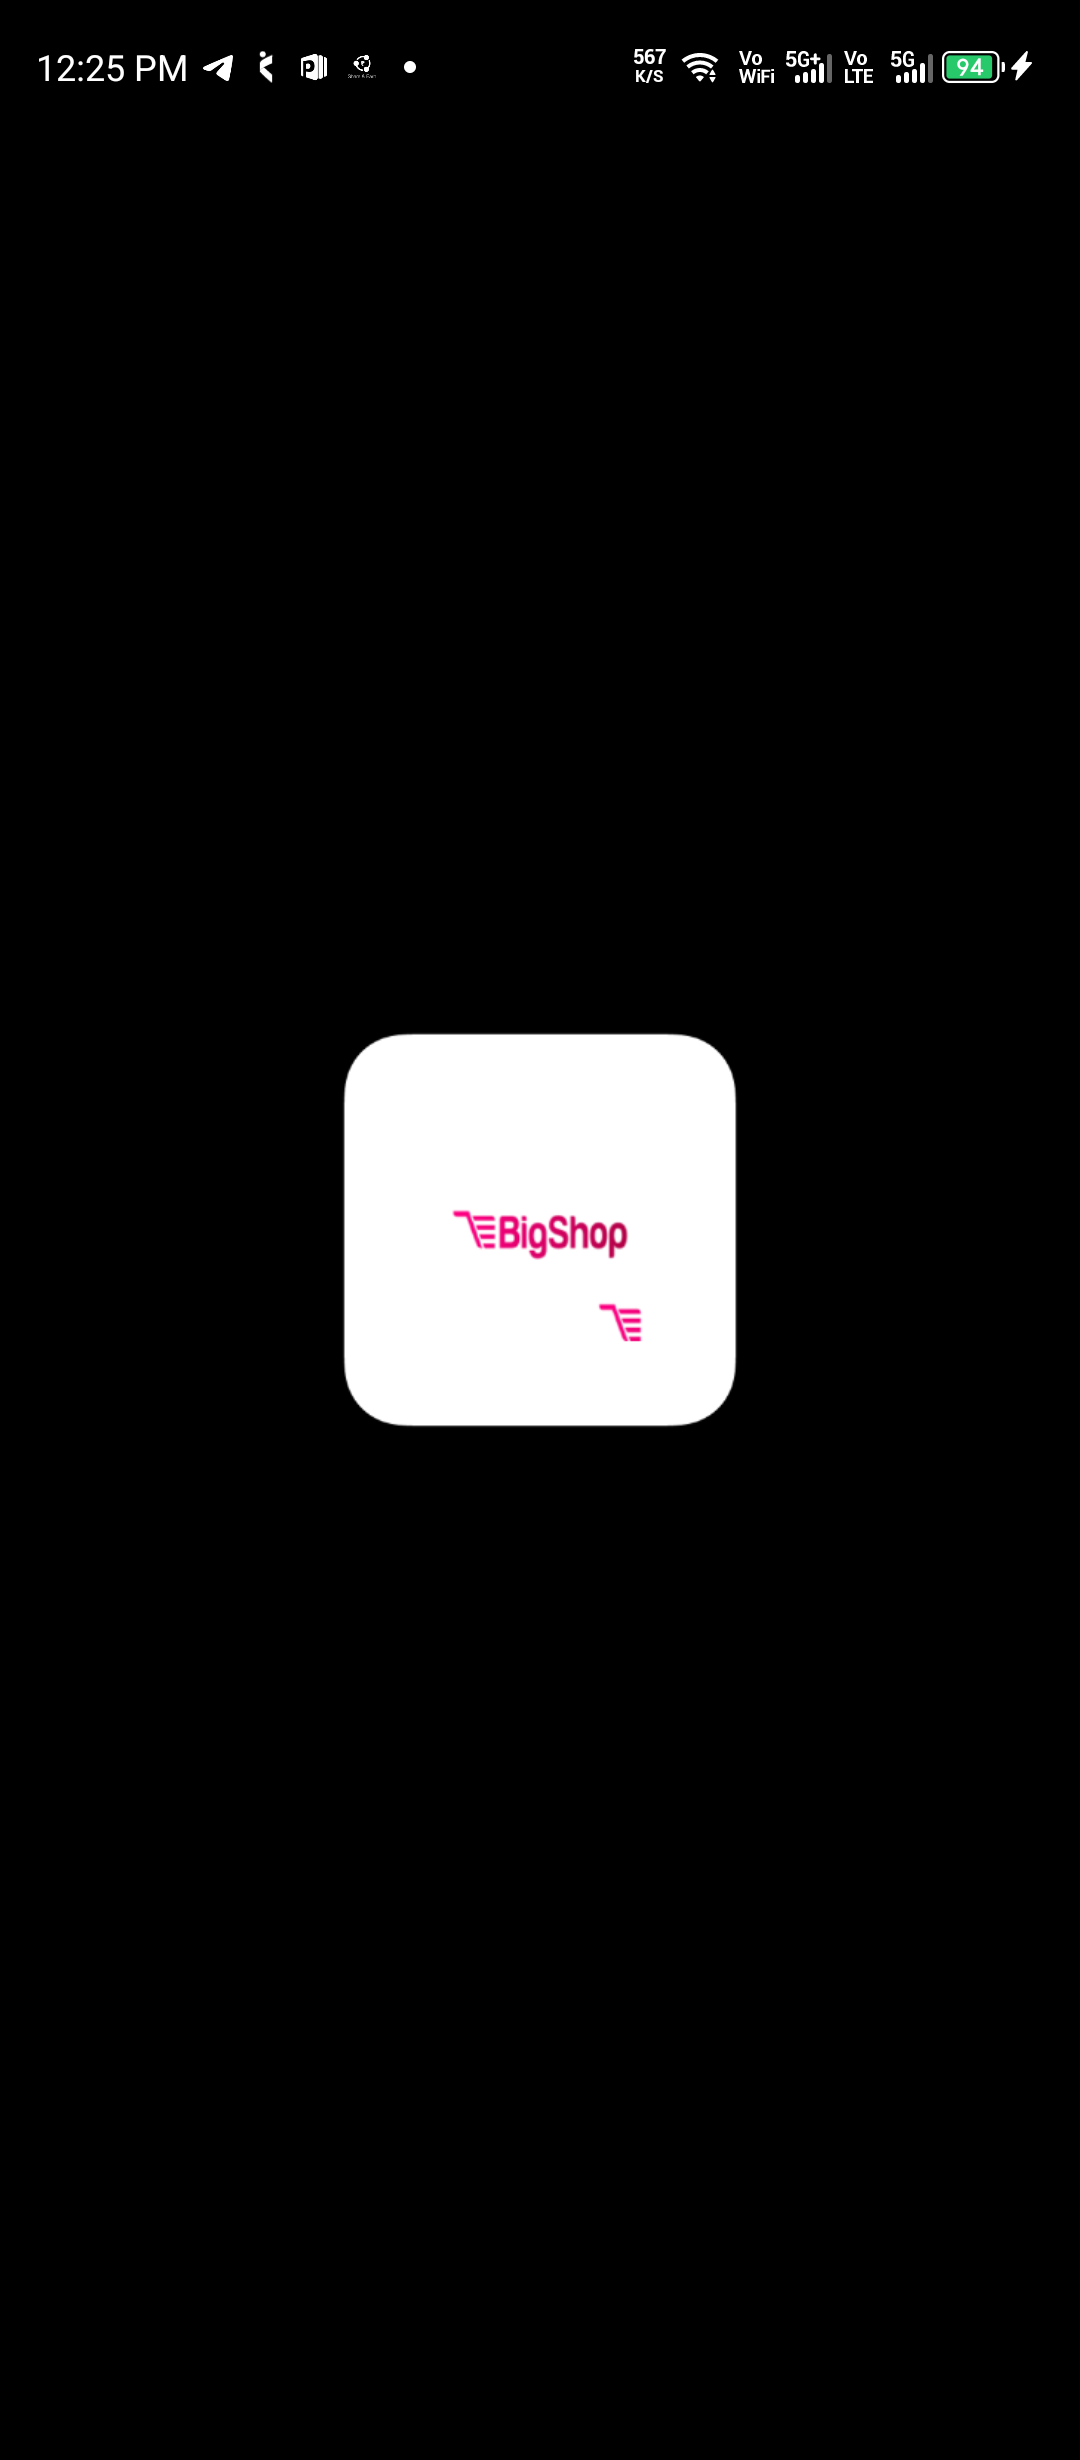 12:25 PM
567 K/S
Vo WiFi
5G+
Vo LTE
5G
94
BigShop